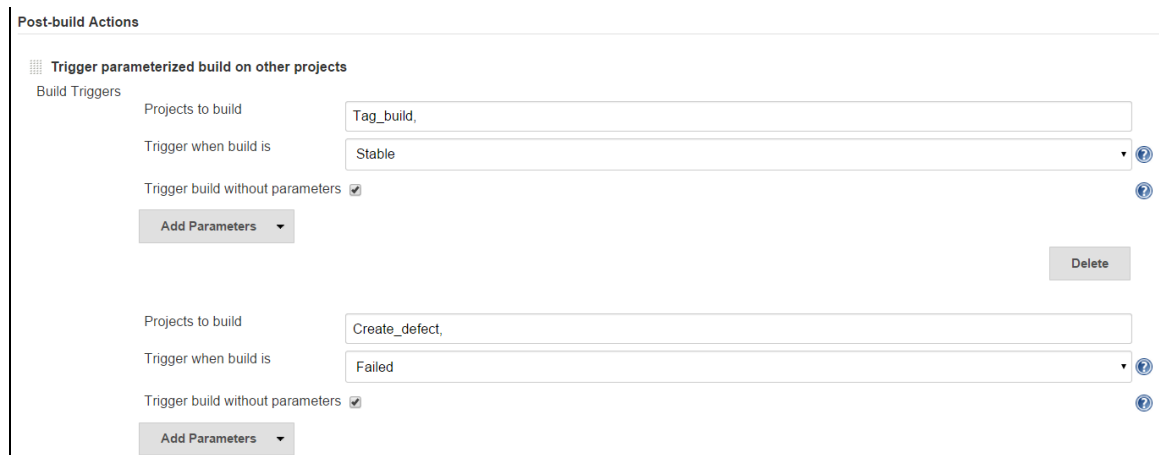 Post-build Actions
Trigger parameterized build on other projects
Build Triggers
Projects to build
Tag_build,
Trigger when build is
Stable
Trigger build without parameters
Add Parameters
Delete
Projects to build
Create_defect,
Trigger when build is
Failed
Trigger build without parameters
Add Parameters